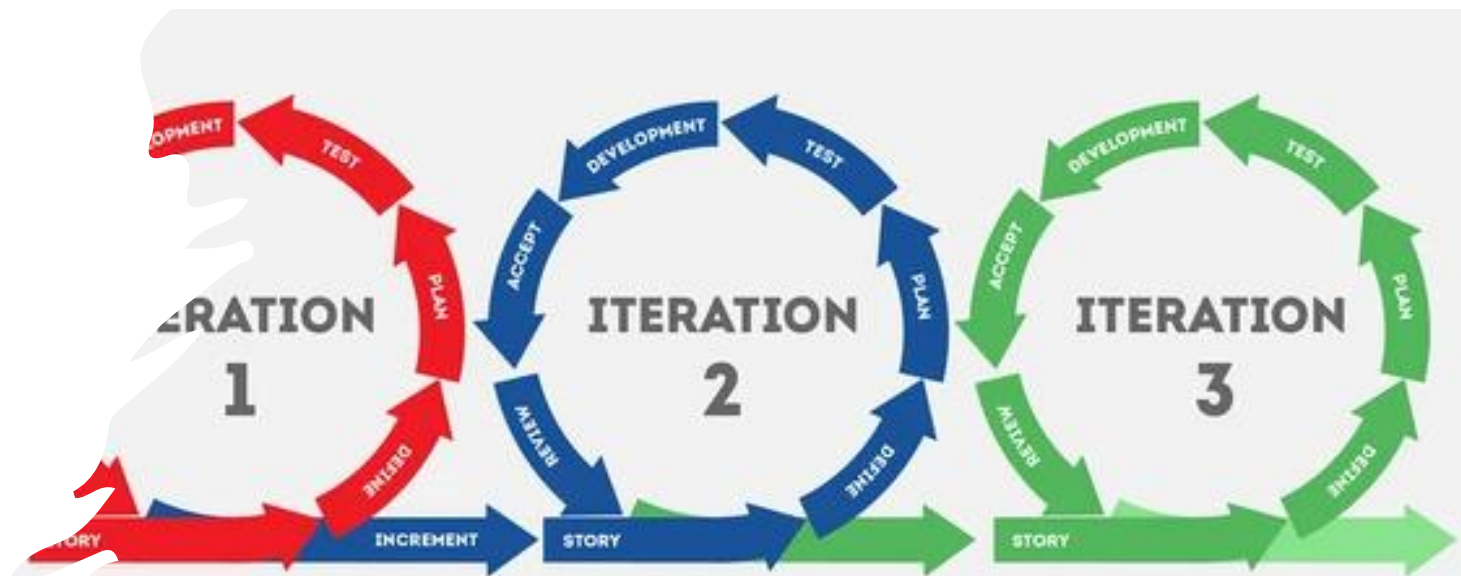 OPMENT
TEST
PLAN
ERATION
1
DEFINE
TORY
INCREMENT
DEVELOPMENT
TEST
ACCEPT
PLAN
ITERATION
2
REVIEW
DEFINE
STORY
DEVELOPMENT
TEST
ACCEPT
PLAN
ITERATION
3
REVIEW
DEFINE
STORY